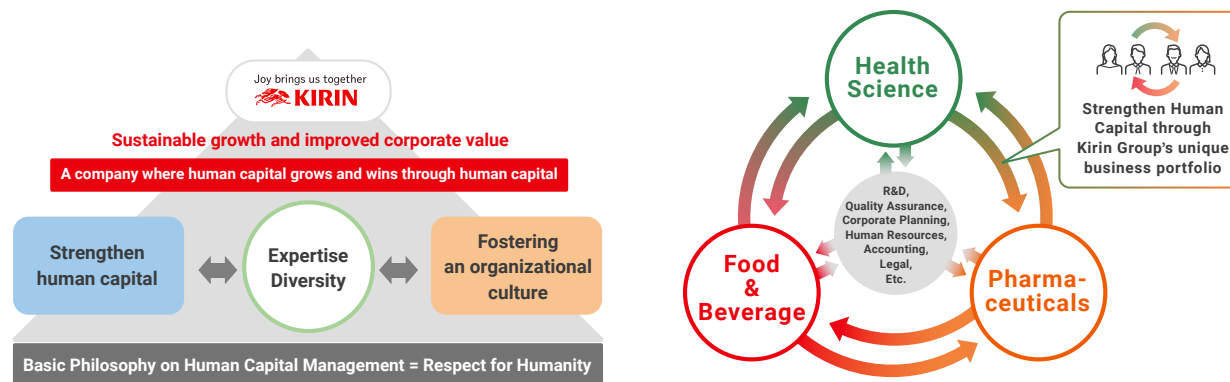 Joy brings us together
KIRIN
Sustainable growth and improved corporate value
A company where human capital grows and wins through human capital
Strengthen
human capital
Expertise
Diversity
Fostering
an organizational
culture
Basic Philosophy on Human Capital Management = Respect for Humanity
Health
Science
Strengthen Human
Capital through
Kirin Group's unique
business portfolio
R&D,
Quality Assurance,
Corporate Planning,
Human Resources,
Accounting,
Legal,
Etc.
Food
&
Beverage
Pharma-
ceuticals